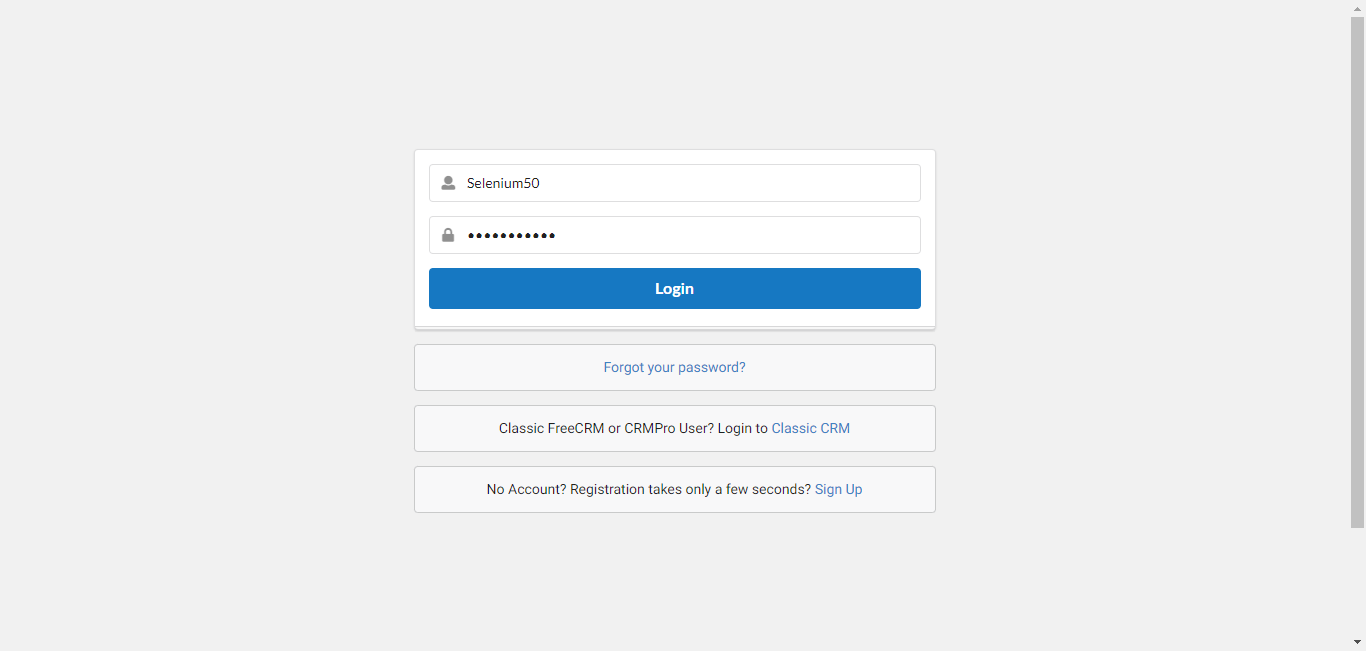 Selenium50
•••••••••••
Login
Forgot your password?
Classic FreeCRM or CRMPro User? Login to Classic CRM
No Account? Registration takes only a few seconds? Sign Up